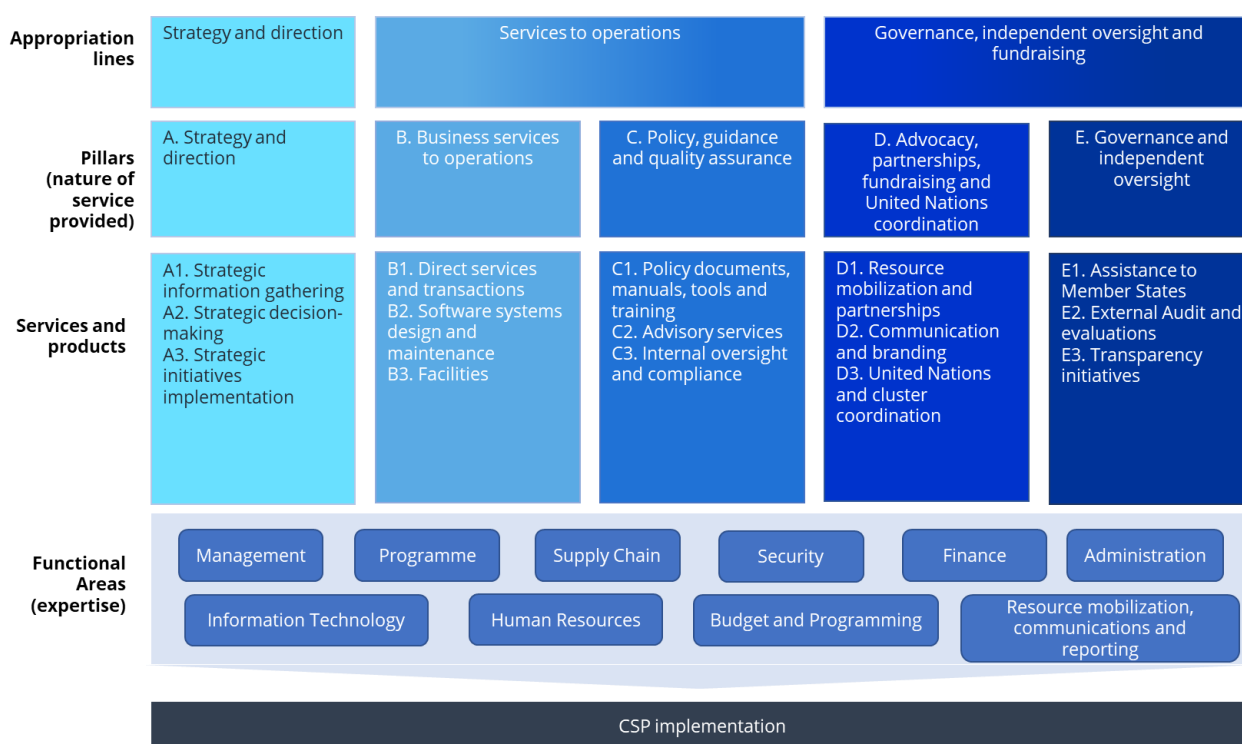 Appropriation
lines
Strategy and direction
Services to operations
Governance, independent oversight and
fundraising
Pillars
(nature of
service
provided)
A. Strategy and
direction
B. Business services
to operations
C. Policy, guidance
and quality assurance
D. Advocacy,
partnerships,
fundraising and
United Nations
coordination
E. Governance and
independent
oversight
Services and
products
A1. Strategic
information gathering
A2. Strategic decision-
making
A3. Strategic
initiatives
implementation
B1. Direct services
and transactions
B2. Software systems
design and
maintenance
B3. Facilities
C1. Policy documents,
manuals, tools and
training
C2. Advisory services
C3. Internal oversight
and compliance
D1. Resource
mobilization and
partnerships
D2. Communication
and branding
D3. United Nations
and cluster
coordination
E1. Assistance to
Member States
E2. External Audit and
evaluations
E3. Transparency
initiatives
Functional
Areas
(expertise)
Management
Programme
Supply Chain
Security
Finance
Administration
Information Technology
Human Resources
Budget and Programming
Resource mobilization,
communications and
reporting
CSP implementation